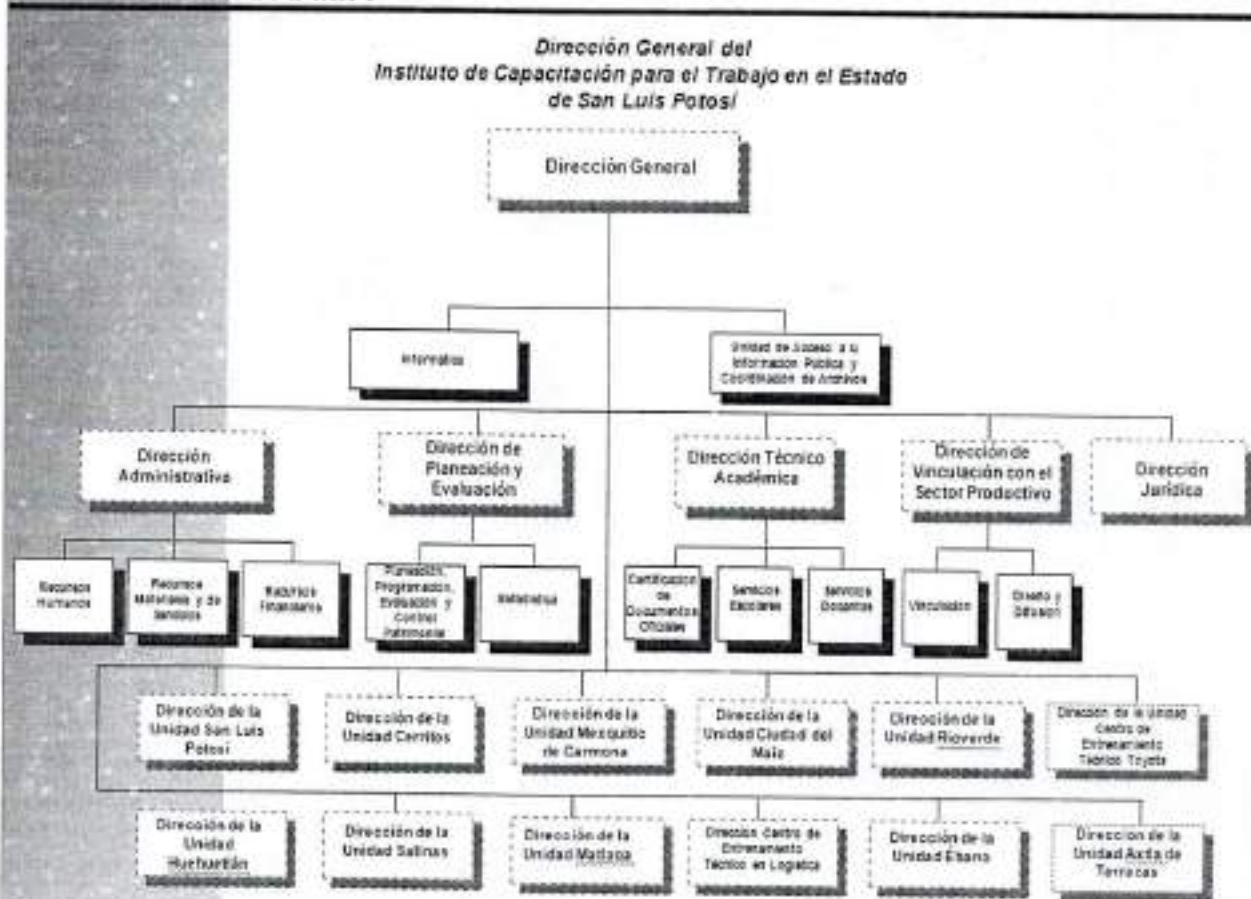 Dirección General del
Instituto de Capacitación para el Trabajo en el Estado
de San Luis Potosí
Dirección General
Informática
Unidad de Acceso a la
Información Pública y
Coordinación de Archivos
Dirección
Administrativa
Dirección de
Planeación y
Evaluación
Dirección Técnico
Académica
Dirección de
Vinculación con el
Sector Productivo
Dirección
Jurídica
Recursos
Humanos
Recursos
Materiales y de
Servicios
Recursos
Financieros
Planeación,
Programación,
Evaluación y
Control
Patrimonial
Estadística
Certificación
de
Documentos
Oficiales
Servicios
Escolares
Servicios
Docentes
Vinculación
Diseño y
Difusión
Dirección de la
Unidad San Luis
Potosí
Dirección de la
Unidad Cerritos
Dirección de la
Unidad Mexquitic
de Carmona
Dirección de la
Unidad Ciudad del
Maíz
Dirección de la
Unidad Rioverde
Dirección de la Unidad
Centro de
Entrenamiento
Técnico Toyota
Dirección de la
Unidad
Huehuetlán
Dirección de la
Unidad Salinas
Dirección de la
Unidad Matlapa
Dirección Centro de
Entrenamiento
Técnico en Logística
Dirección de la
Unidad Ebano
Dirección de la
Unidad Axtla de
Terrazas